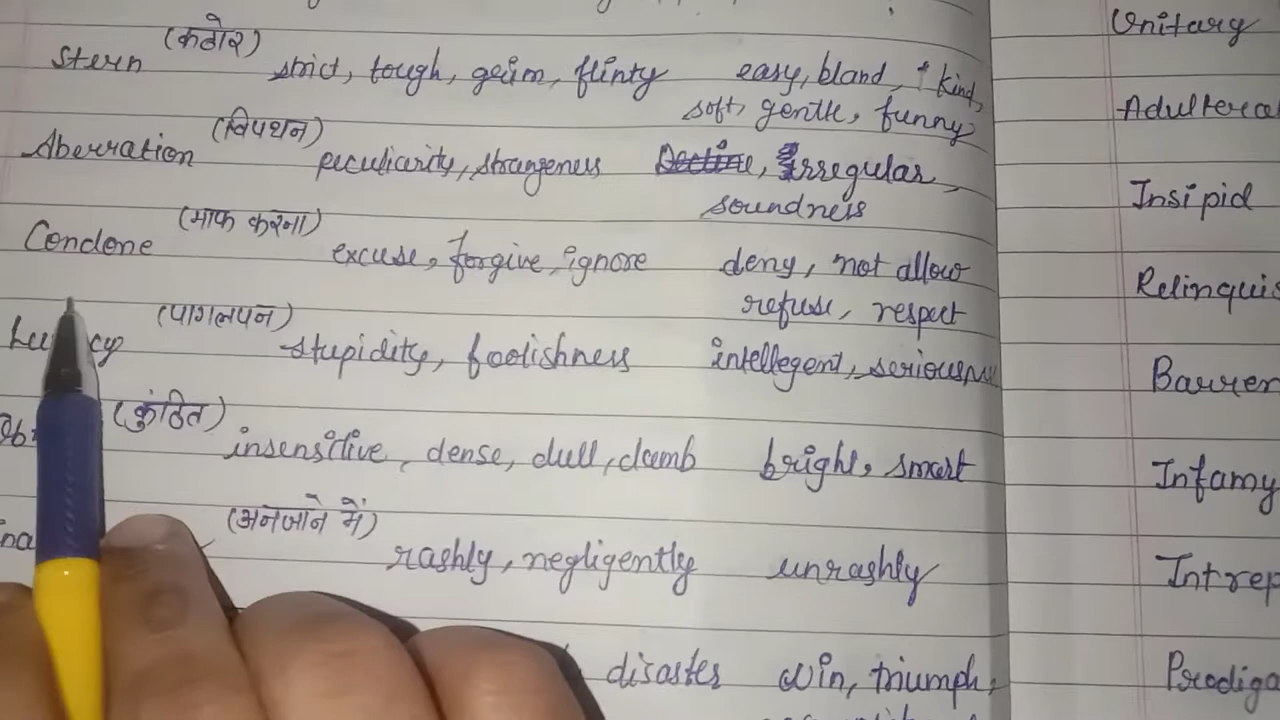 Stern (कठोर) strict, tough, grim, flinty easy, bland, kind,
soft, gentle, funny
Aberration (विपथन) peculiarity, strangeness irregular,
soundness
Condone (माफ करना) excuse, forgive, ignore deny, not allow
refuse, respect
(पागलपन) stupidity, foolishness intellegent,
(कुंठित) insensitive, dense, dull, dumb bright, smart
(अनजाने में) rashly, negligently unrashly
disaster win, triumph,
Unitary
Insipid
Barren
Infamy